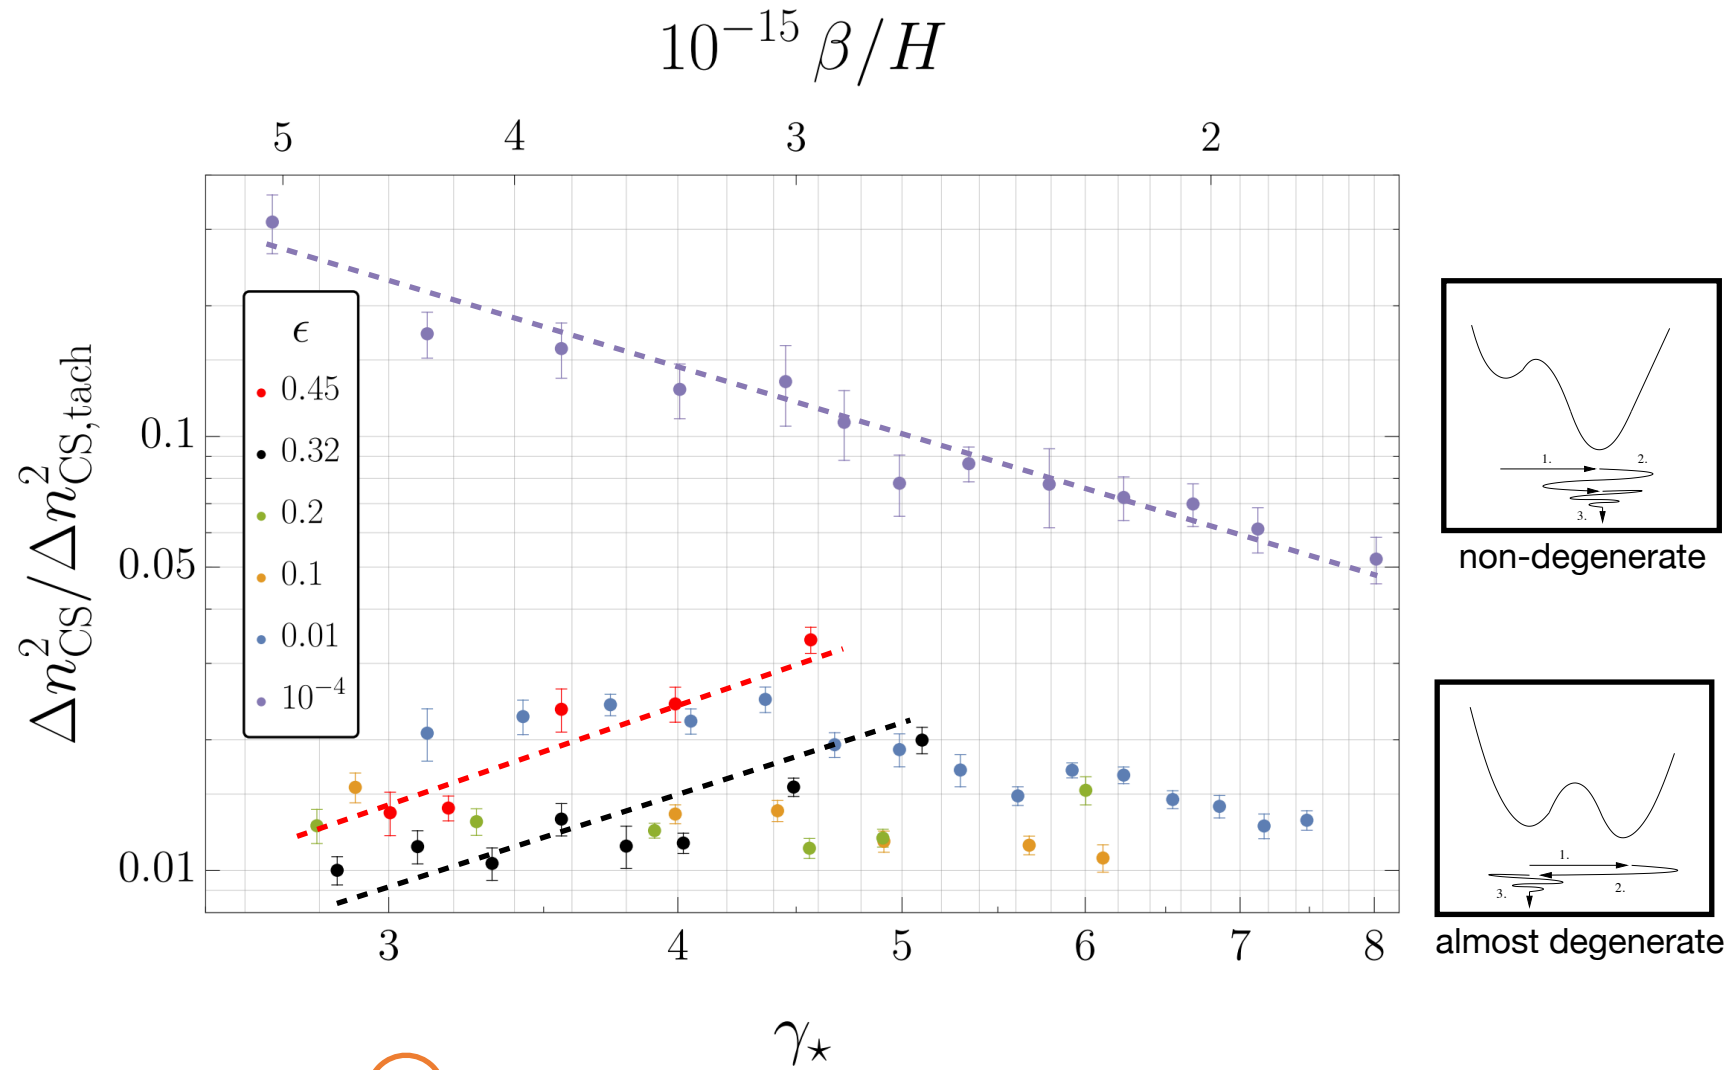 10⁻¹⁵ β/H
5 4 3 2
Δn²_CS / Δn²_CS,tach
0.1
0.05
0.01
ϵ
0.45
0.32
0.2
0.1
0.01
10⁻⁴
3 4 5 6 7 8
γ⋆
1. 2.
3.
non-degenerate
1.
3. 2.
almost degenerate